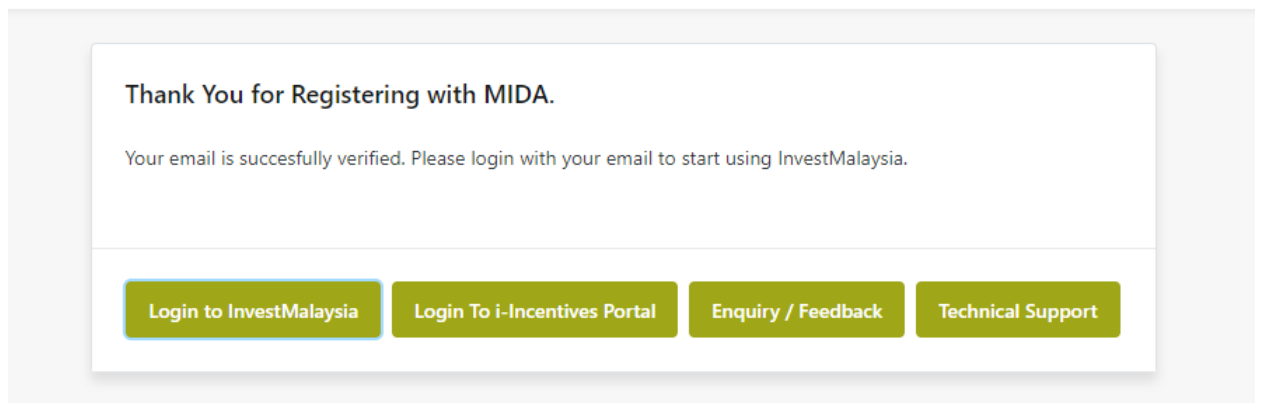 Thank You for Registering with MIDA.
Your email is succesfully verified. Please login with your email to start using InvestMalaysia.
Login to InvestMalaysia
Login To i-Incentives Portal
Enquiry / Feedback
Technical Support